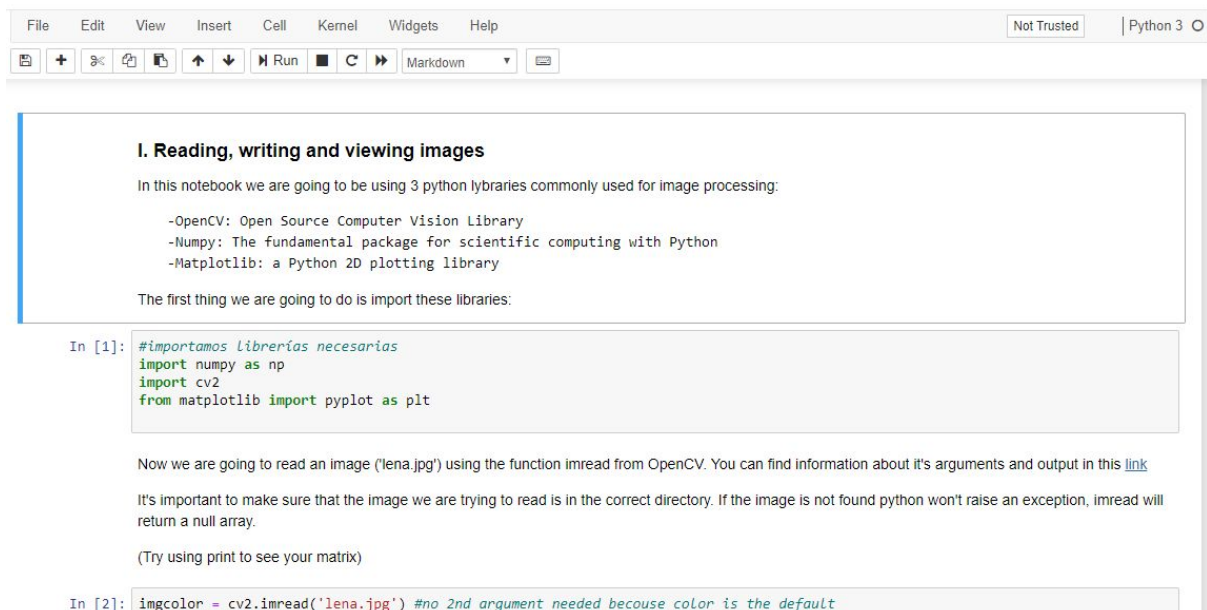 File Edit View Insert Cell Kernel Widgets Help Not Trusted Python 3
Run Markdown
I. Reading, writing and viewing images
In this notebook we are going to be using 3 python lybraries commonly used for image processing:
-OpenCV: Open Source Computer Vision Library
-Numpy: The fundamental package for scientific computing with Python
-Matplotlib: a Python 2D plotting library
The first thing we are going to do is import these libraries:
In [1]: #importamos librerías necesarias
import numpy as np
import cv2
from matplotlib import pyplot as plt
Now we are going to read an image ('lena.jpg') using the function imread from OpenCV. You can find information about it's arguments and output in this link
It's important to make sure that the image we are trying to read is in the correct directory. If the image is not found python won't raise an exception, imread will
return a null array.
(Try using print to see your matrix)
In [2]: imgcolor = cv2.imread('lena.jpg') #no 2nd argument needed becouse color is the default